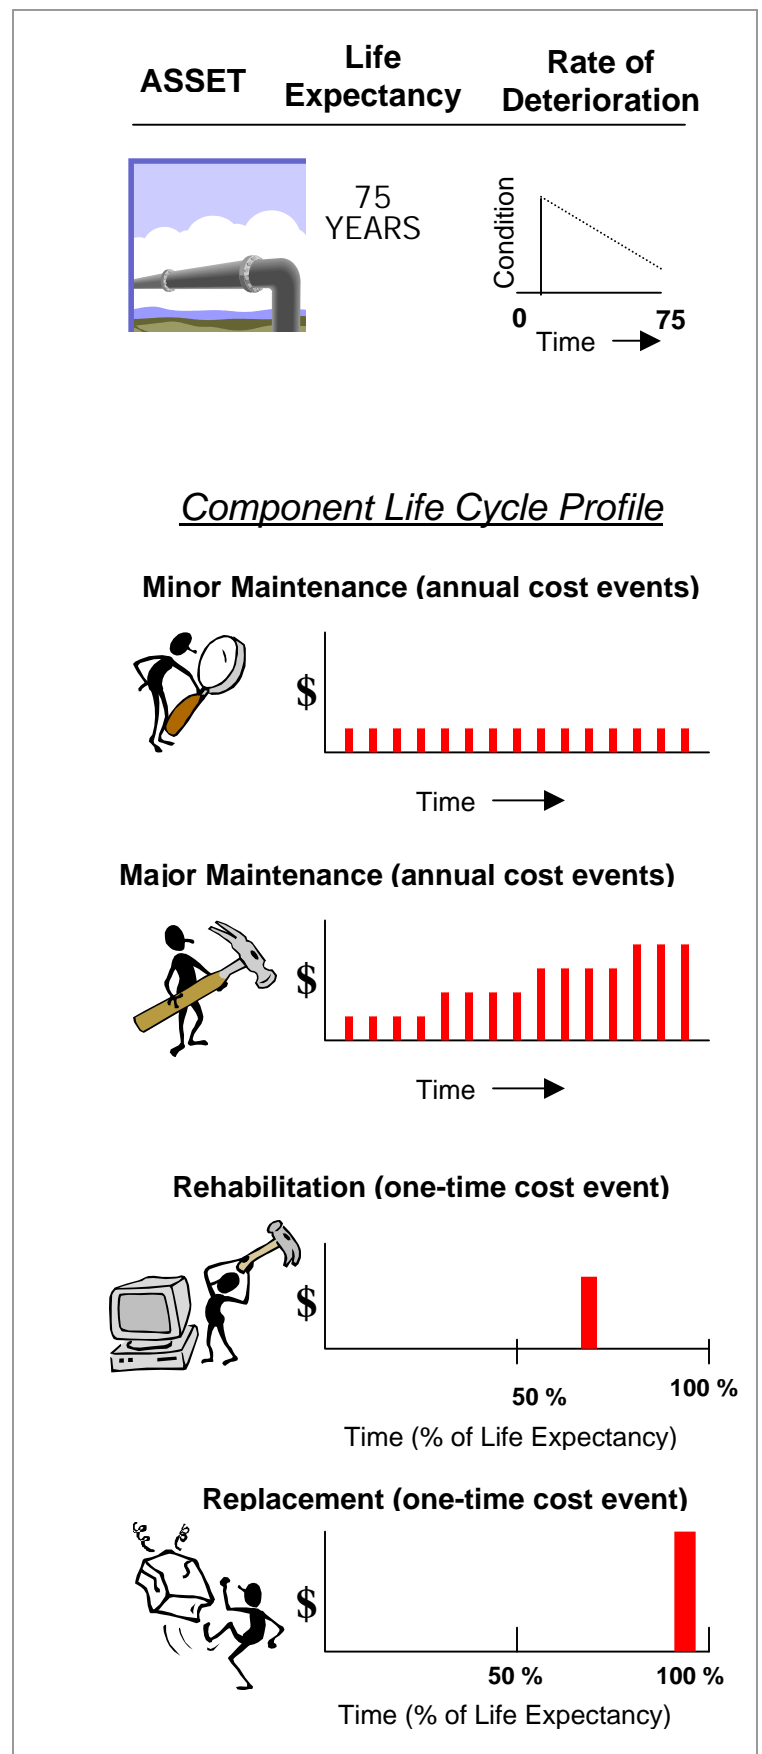 ASSET
Life
Expectancy
Rate of
Deterioration
75
YEARS
Condition
0
75
Time
Component Life Cycle Profile
Minor Maintenance (annual cost events)
$
Time
Major Maintenance (annual cost events)
$
Time
Rehabilitation (one-time cost event)
$
50 %
100 %
Time (% of Life Expectancy)
Replacement (one-time cost event)
$
50 %
100 %
Time (% of Life Expectancy)